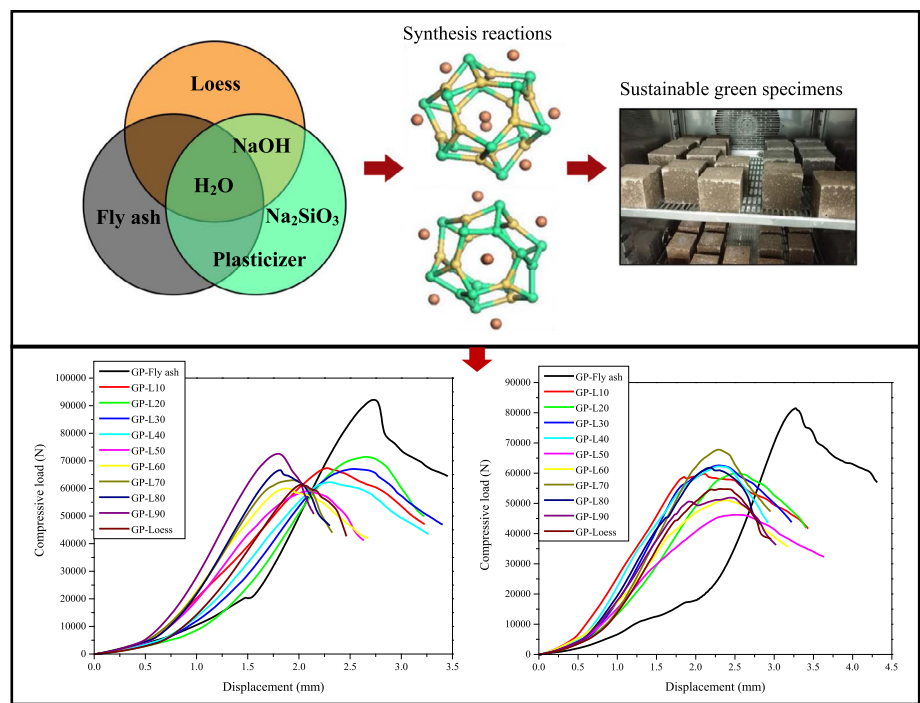 Synthesis reactions
Sustainable green specimens
Loess
NaOH
H₂O
Fly ash
Na₂SiO₃
Plasticizer
100000
90000
80000
70000
60000
50000
40000
30000
20000
10000
0
Compressive load (N)
GP-Fly ash
GP-L10
GP-L20
GP-L30
GP-L40
GP-L50
GP-L60
GP-L70
GP-L80
GP-L90
GP-Loess
0.0 0.5 1.0 1.5 2.0 2.5 3.0 3.5
Displacement (mm)
90000
80000
70000
60000
50000
40000
30000
20000
10000
0
Compressive load (N)
GP-Fly ash
GP-L10
GP-L20
GP-L30
GP-L40
GP-L50
GP-L60
GP-L70
GP-L80
GP-L90
GP-Loess
0.0 0.5 1.0 1.5 2.0 2.5 3.0 3.5 4.0 4.5
Displacement (mm)